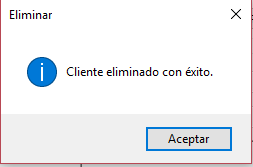 Eliminar
Cliente eliminado con éxito.
Aceptar